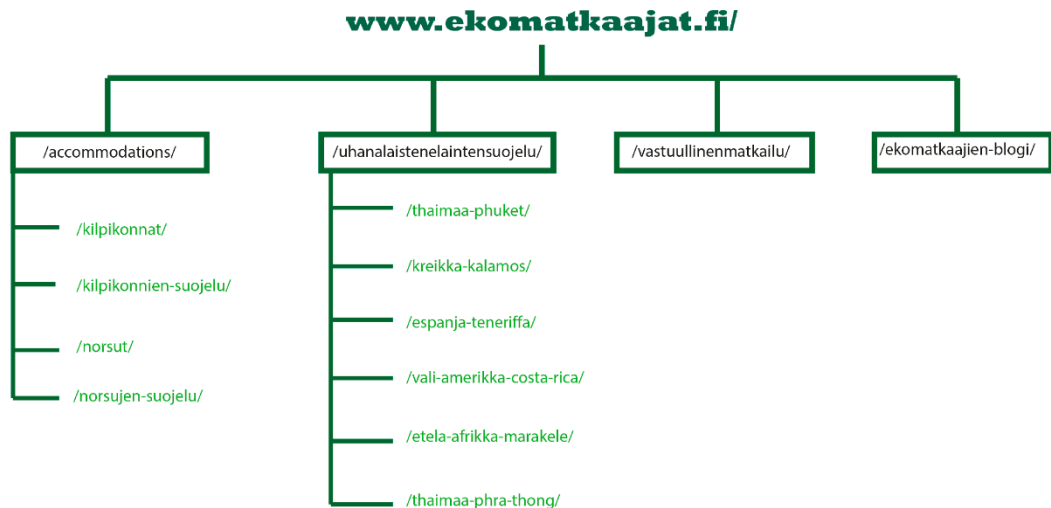 www.ekomatkaajat.fi/
/accommodations/
/uhanalaistenelaintensuojelu/
/vastuullinenmatkailu/
/ekomatkaajien-blogi/
/kilpikonnat/
/kilpikonnien-suojelu/
/norsut/
/norsujen-suojelu/
/thaimaa-phuket/
/kreikka-kalamos/
/espanja-teneriffa/
/vali-amerikka-costa-rica/
/etela-afrikka-marakele/
/thaimaa-phra-thong/